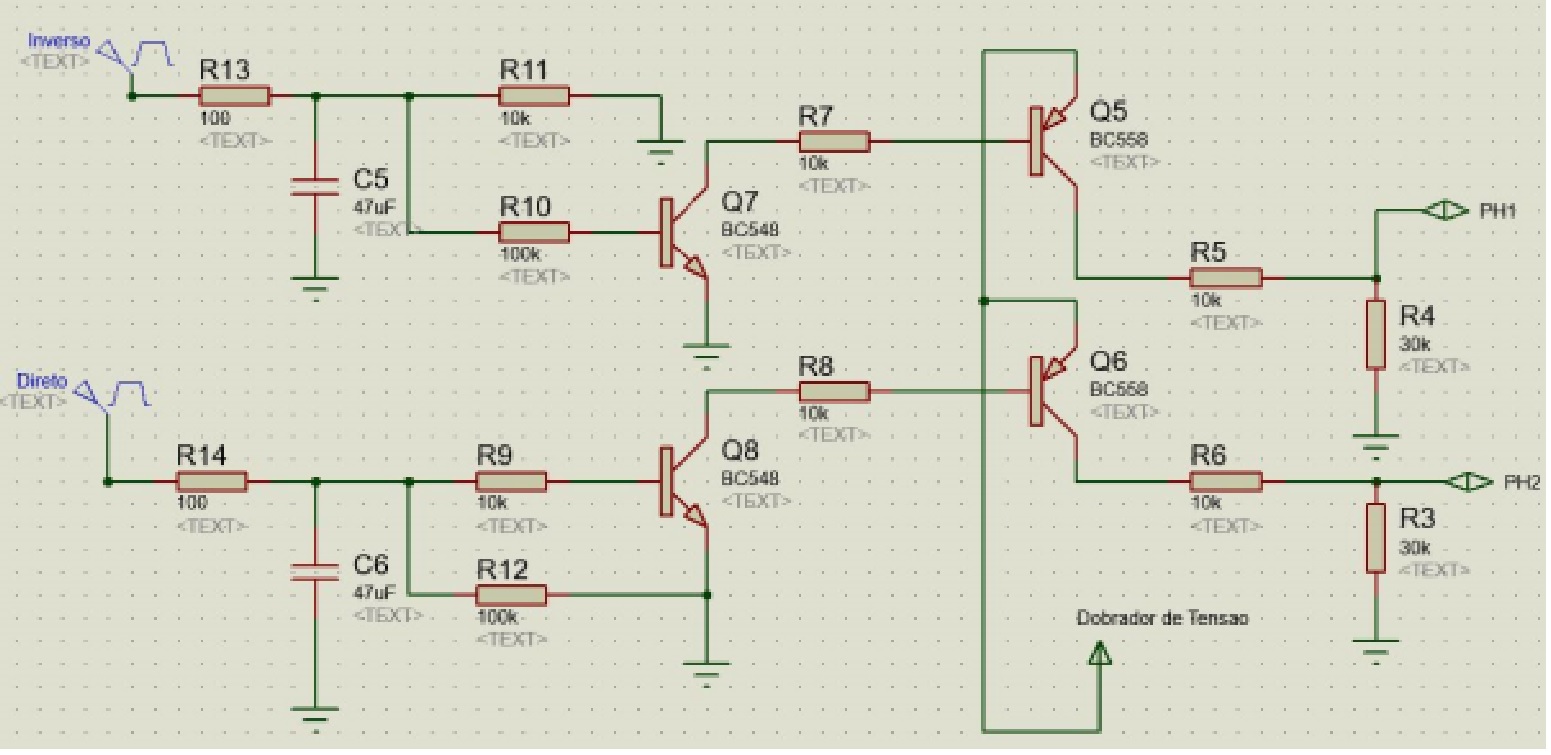 Inverso
<TEXT>
R13
100
<TEXT>
R11
10k
<TEXT>
C5
47uF
<TEXT>
R10
100k
<TEXT>
Q7
BC548
<TEXT>
R7
10k
<TEXT>
Q5
BC558
<TEXT>
PH1
R5
10k
<TEXT>
R4
30k
<TEXT>
Direto
<TEXT>
R14
100
<TEXT>
R9
10k
<TEXT>
C6
47uF
<TEXT>
R12
100k
<TEXT>
Q8
BC548
<TEXT>
R8
10k
<TEXT>
Q6
BC558
<TEXT>
R6
10k
<TEXT>
PH2
R3
30k
<TEXT>
Dobrador de Tensao